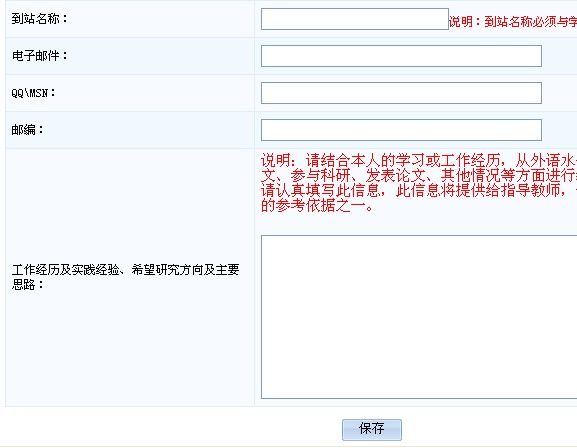 到站名称：
说明：到站名称必须与学
电子邮件：
QQ\MSN：
邮编：
说明：请结合本人的学习或工作经历，从外语水
文、参与科研、发表论文、其他情况等方面进行
请认真填写此信息，此信息将提供给指导教师，
的参考依据之一。
工作经历及实践经验、希望研究方向及主要
思路：
保存